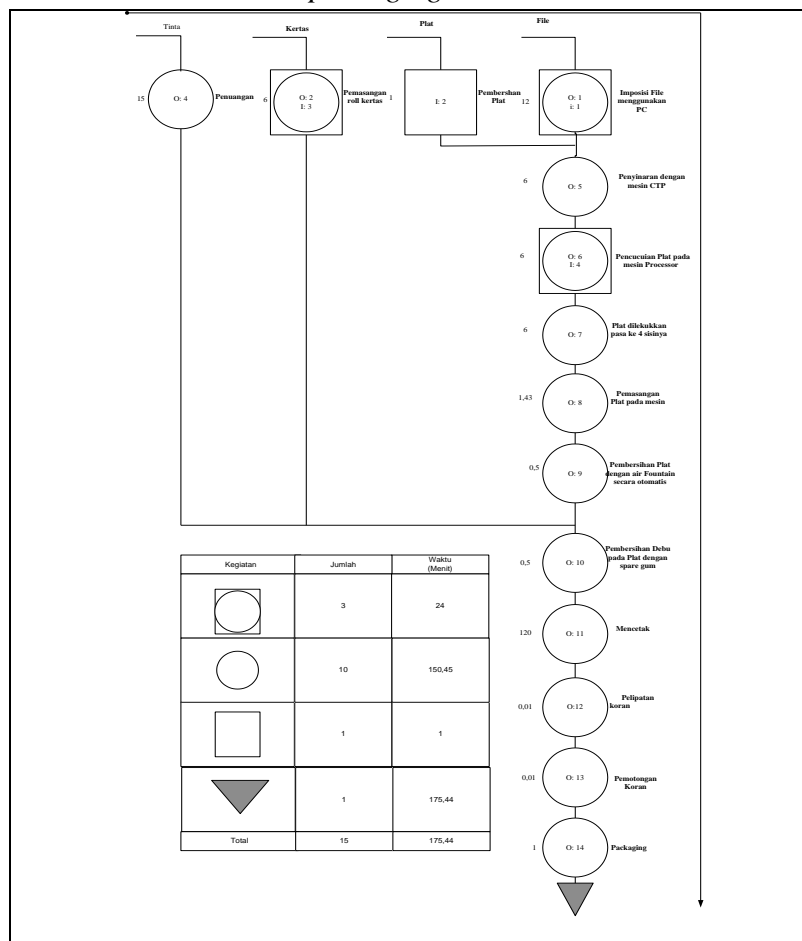 Tinta
Kertas
Plat
File
15
O: 4
Penuangan
6
O: 2
I: 3
Pemasangan
roll kertas
1
I: 2
Pembershan
Plat
12
O: 1
i: 1
Imposisi File
menggunakan
PC
6
O: 5
Penyinaran dengan
mesin CTP
6
O: 6
I: 4
Pencucuian Plat pada
mesin Processor
6
O: 7
Plat dilekukkan
pasa ke 4 sisinya
1,43
O: 8
Pemasangan
Plat pada mesin
0,5
O: 9
Pembersihan Plat
dengan air Fountain
secara otomatis
0,5
O: 10
Pembersihan Debu
pada Plat dengan
spare gum
120
O: 11
Mencetak
0,01
O:12
Pelipatan
koran
0,01
O: 13
Pemotongan
Koran
1
O: 14
Packaging
Kegiatan Jumlah Waktu
(Menit)
3 24
10 150,45
1 1
1 175,44
Total 15 175,44